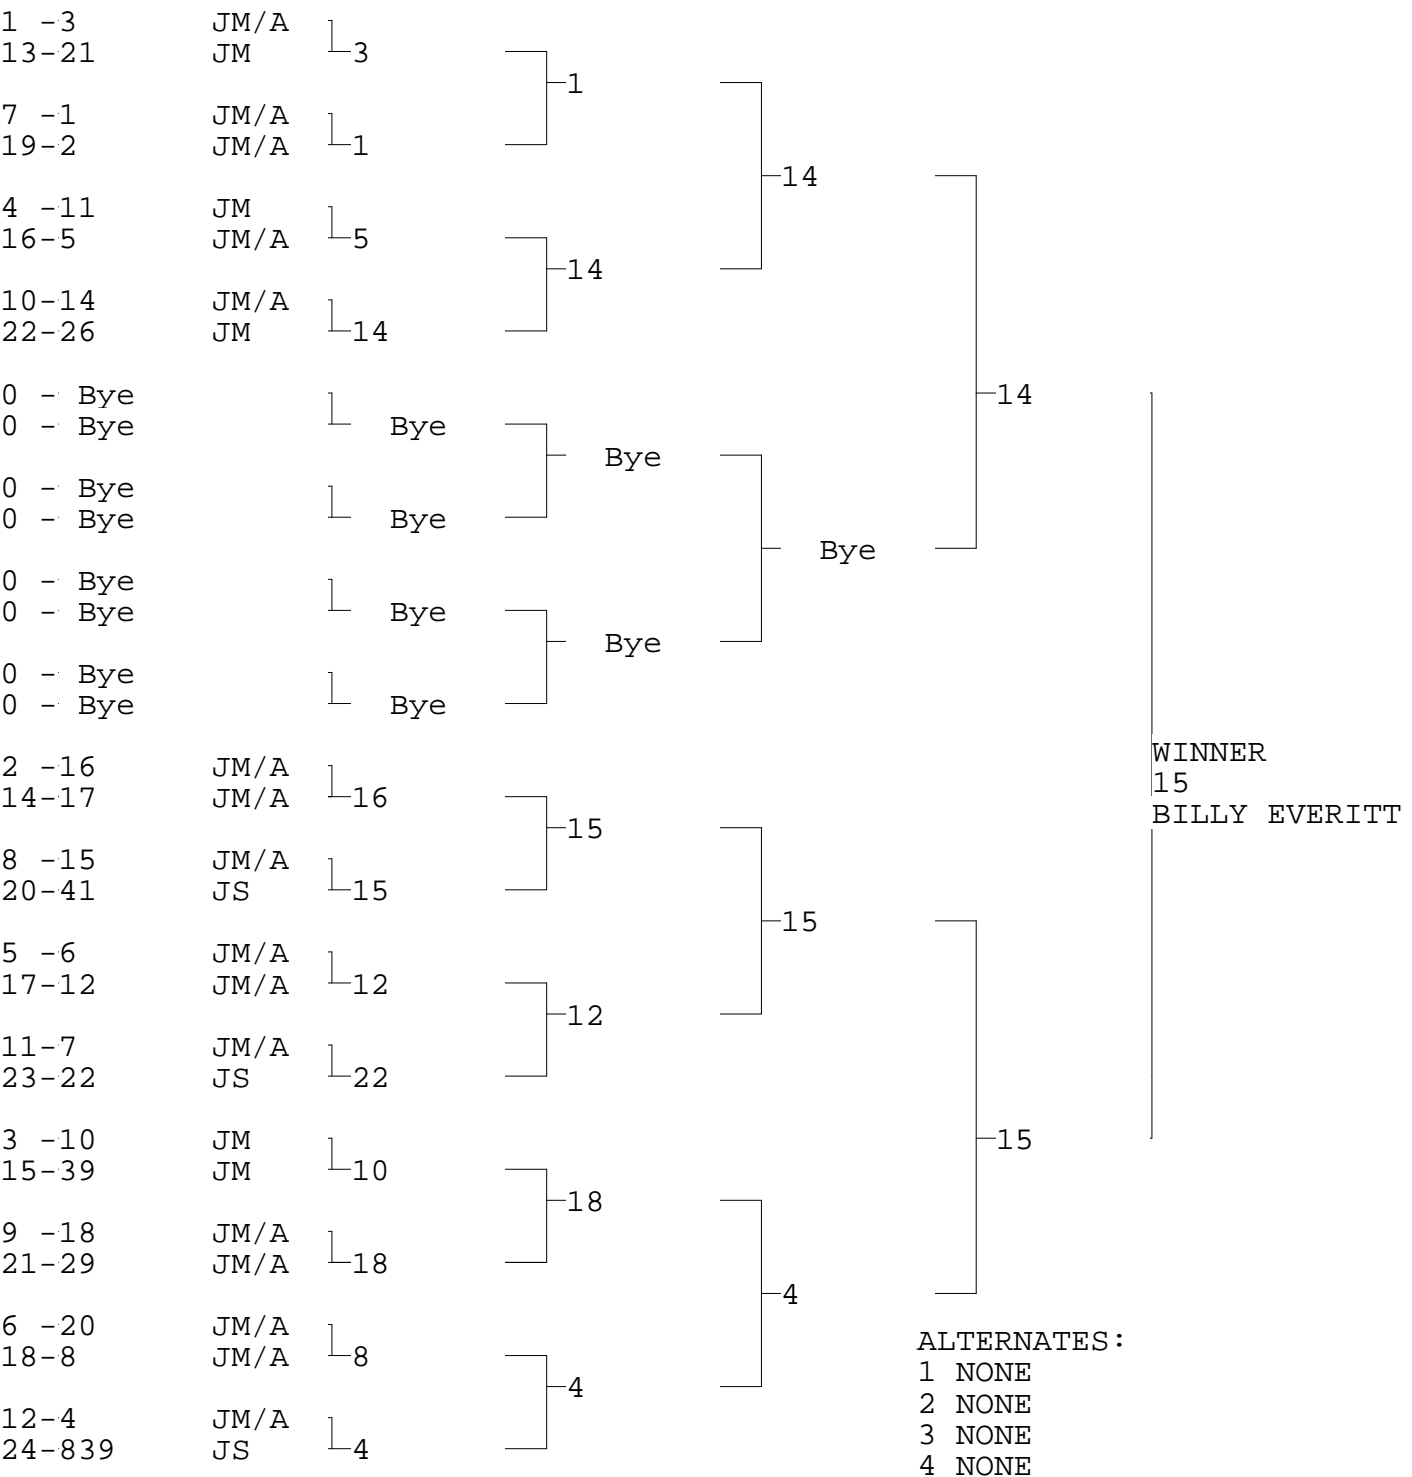 1 -3 JM/A
13-21 JM 3
1
7 -1 JM/A
19-2 JM/A 1
14
4 -11 JM
16-5 JM/A 5
14
10-14 JM/A
22-26 JM 14
0 - Bye 14
0 - Bye Bye
Bye
0 - Bye
0 - Bye Bye
Bye
0 - Bye
0 - Bye Bye
Bye
0 - Bye
0 - Bye Bye
WINNER
2 -16 JM/A
14-17 JM/A 16 15
BILLY EVERITT
15
8 -15 JM/A
20-41 JS 15
15
5 -6 JM/A
17-12 JM/A 12
12
11-7 JM/A
23-22 JS 22
3 -10 JM 15
15-39 JM 10
18
9 -18 JM/A
21-29 JM/A 18
4
6 -20 JM/A
ALTERNATES:
18-8 JM/A 8
1 NONE
4
2 NONE
12-4 JM/A
3 NONE
24-839 JS 4
4 NONE